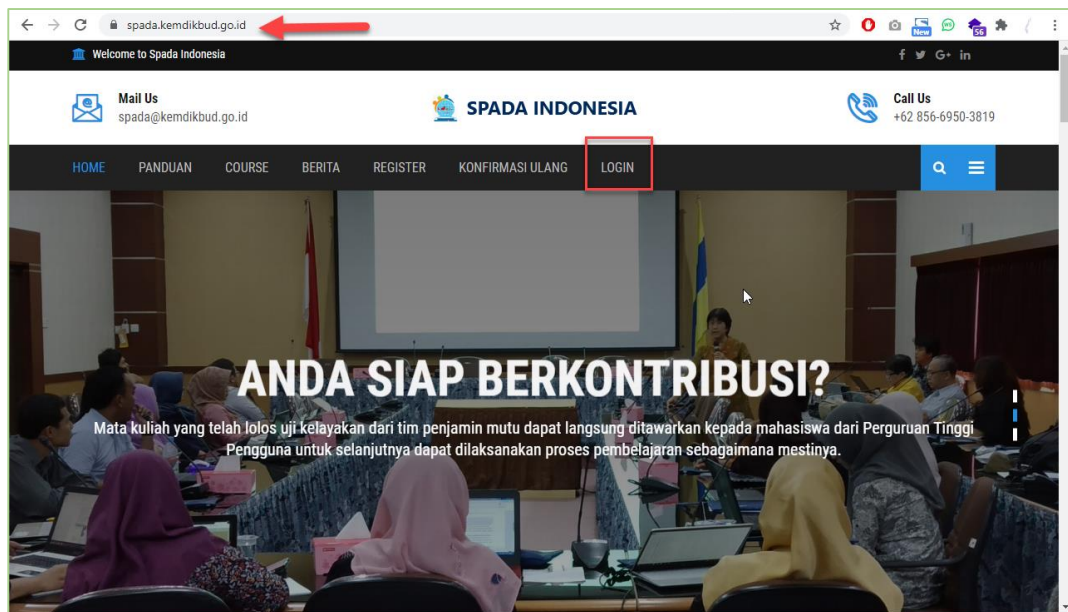 spada.kemdikbud.go.id
New
56
Welcome to Spada Indonesia
f G+ in
Mail Us
spada@kemdikbud.go.id
SPADA INDONESIA
Call Us
+62 856-6950-3819
HOME PANDUAN COURSE BERITA REGISTER KONFIRMASI ULANG LOGIN
ANDA SIAP BERKONTRIBUSI?
Mata kuliah yang telah lolos uji kelayakan dari tim penjamin mutu dapat langsung ditawarkan kepada mahasiswa dari Perguruan Tinggi
Pengguna untuk selanjutnya dapat dilaksanakan proses pembelajaran sebagaimana mestinya.